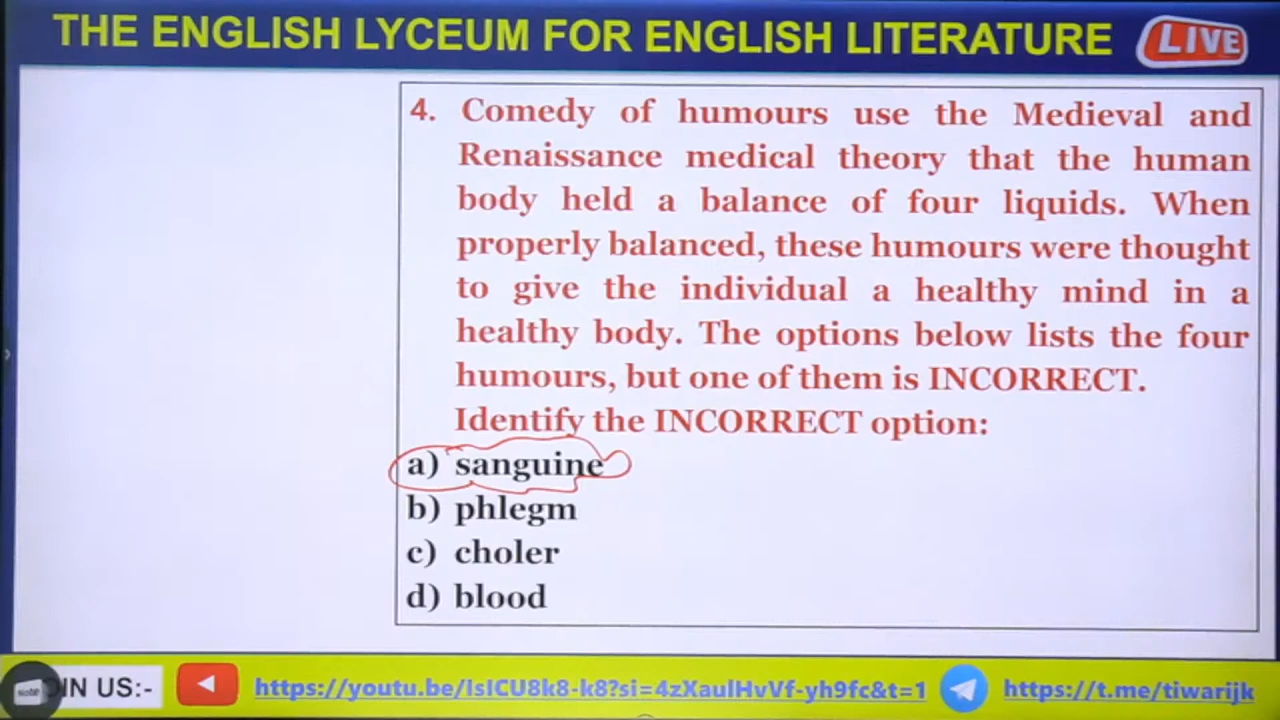 THE ENGLISH LYCEUM FOR ENGLISH LITERATURE LIVE
4. Comedy of humours use the Medieval and
Renaissance medical theory that the human
body held a balance of four liquids. When
properly balanced, these humours were thought
to give the individual a healthy mind in a
healthy body. The options below lists the four
humours, but one of them is INCORRECT.
Identify the INCORRECT option:
a) sanguine
b) phlegm
c) choler
d) blood
IN US:- https://youtu.be/IsICU8k8-k8?si=4zXaulHvVf-yh9fc&t=1 https://t.me/tiwarijk